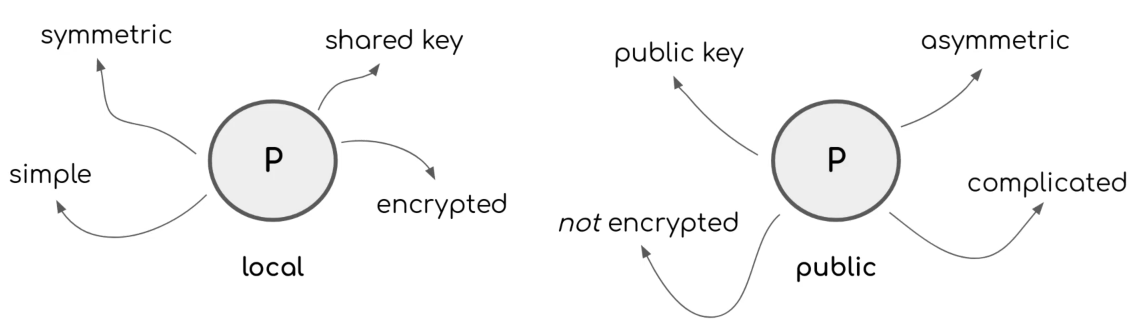 symmetric
shared key
P
simple
encrypted
local
public key
asymmetric
P
complicated
not encrypted
public